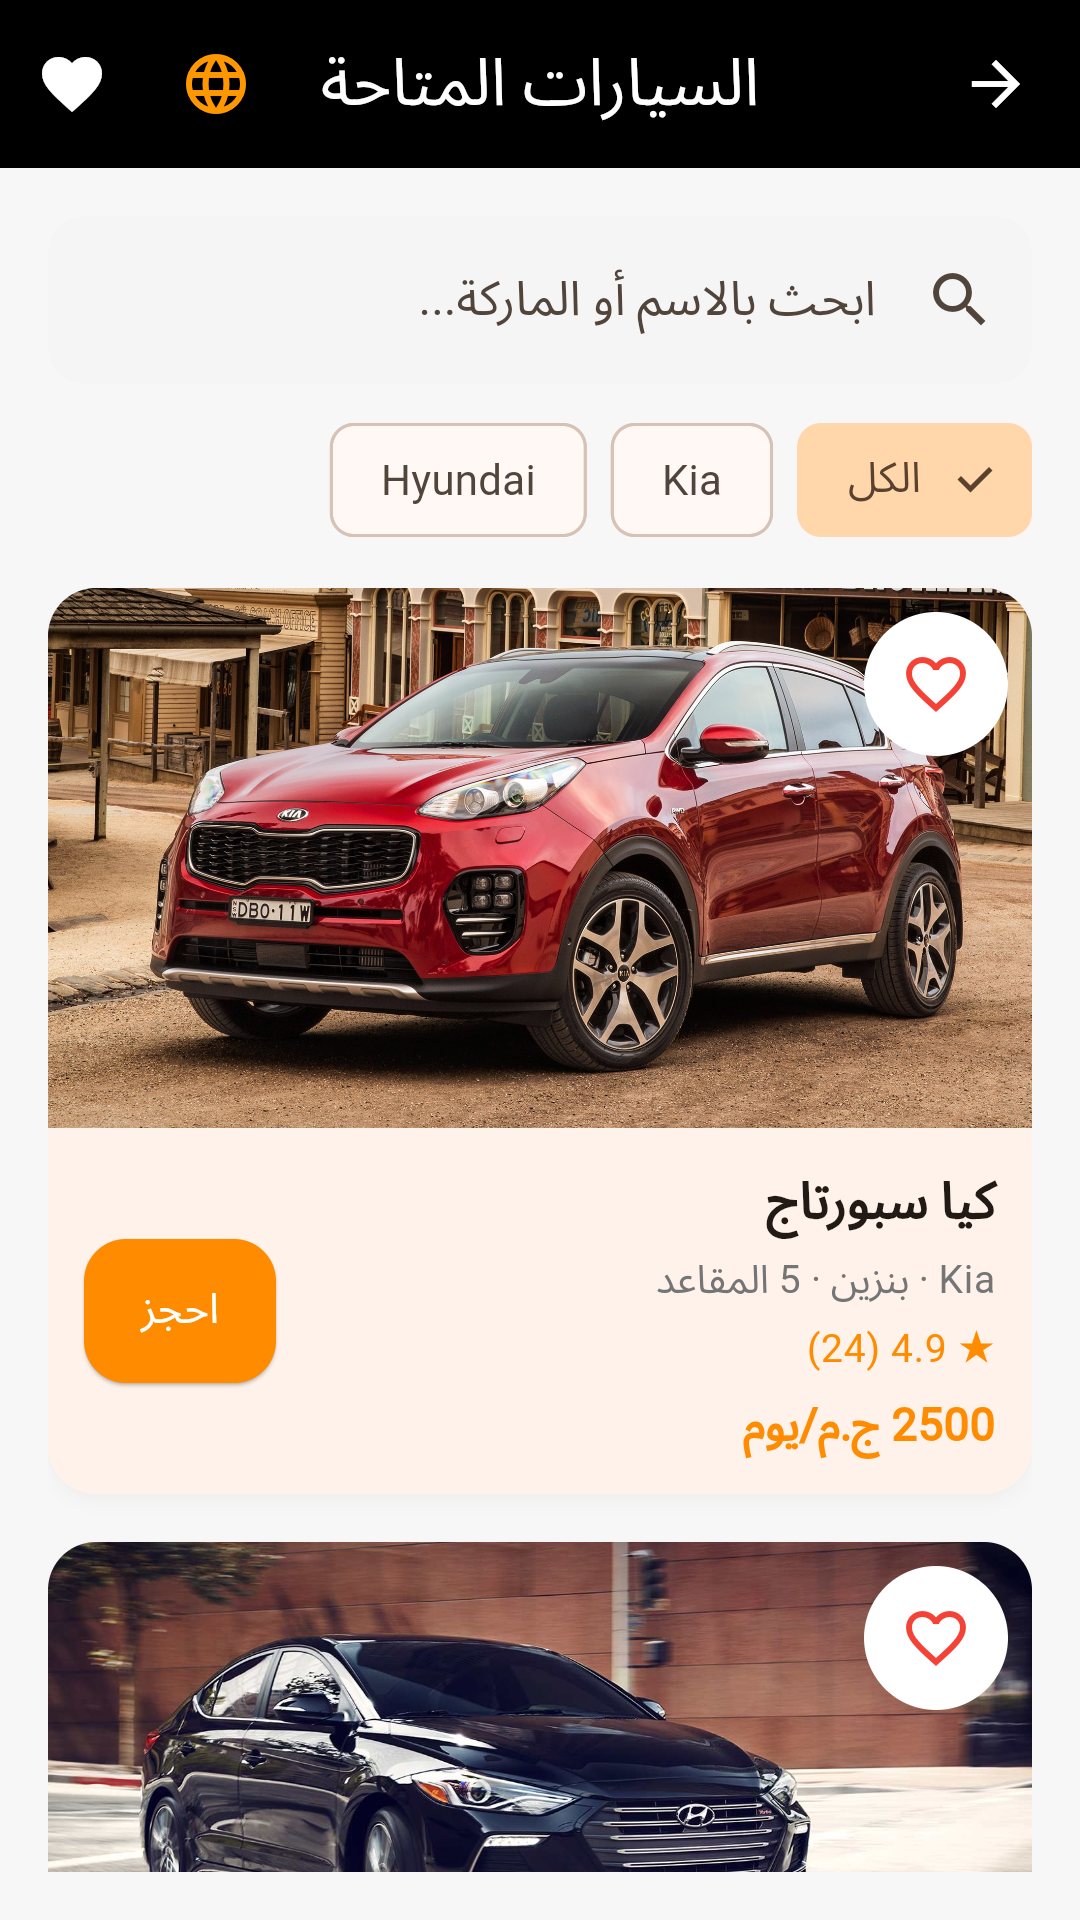 السيارات المتاحة
ابحث بالاسم أو الماركة...
الكل
Kia
Hyundai
KIA
DBO·11W
كيا سبورتاج
Kia · بنزين · 5 المقاعد
★ 4.9 (24)
2500 ج.م/يوم
احجز